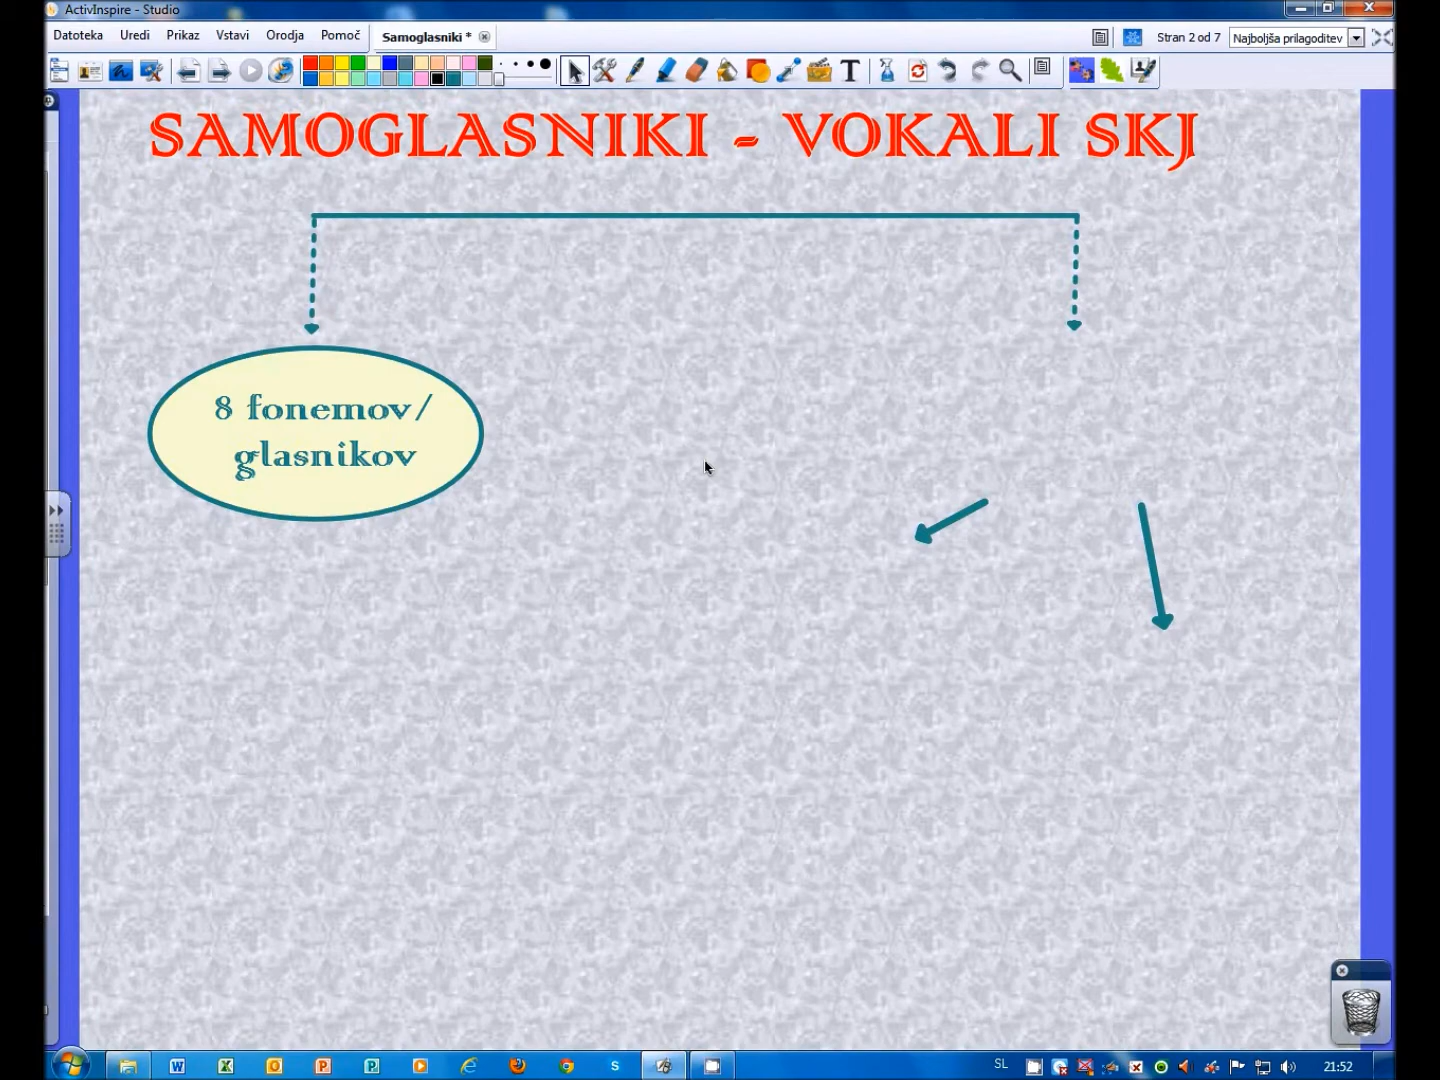 ActivInspire - Studio
Datoteka Uredi Prikaz Vstavi Orodja Pomoč
Samoglasniki *
Stran 2 od 7
Najboljša prilagoditev
SAMOGLASNIKI - VOKALI SKJ
8 fonemov/
glasnikov
SL
21:52